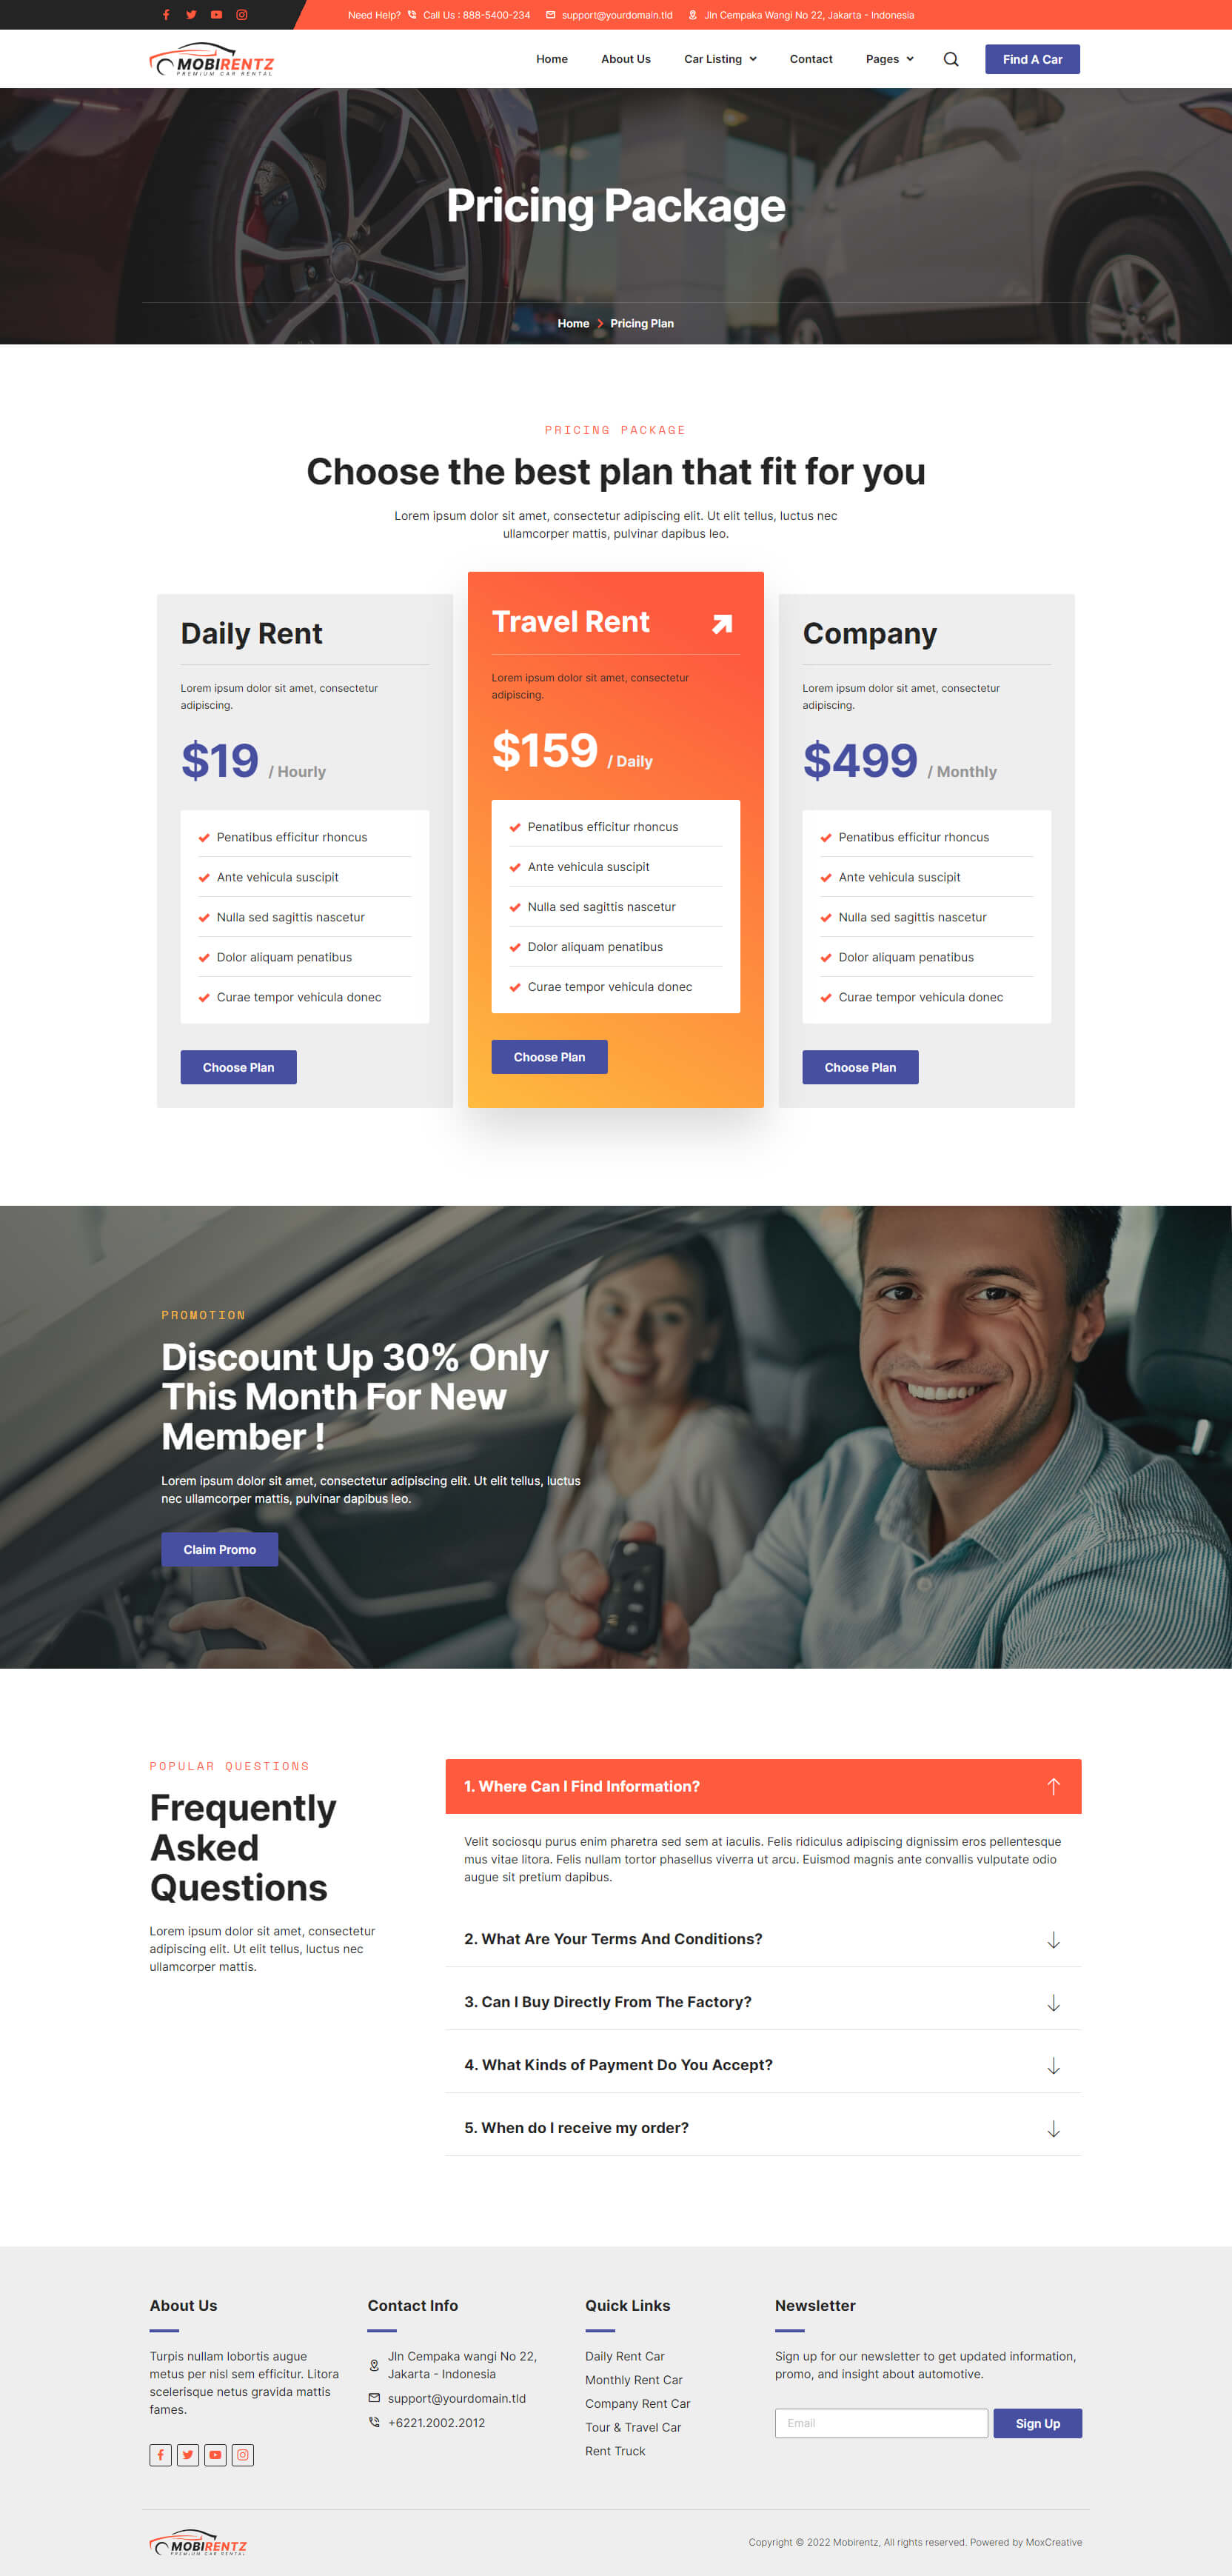 Need Help? Call Us : 888-5400-234 support@yourdomain.tld Jln Cempaka Wangi No 22, Jakarta - Indonesia
MOBIRENTZ
PREMIUM CAR RENTAL
Home About Us Car Listing Contact Pages Find A Car
Pricing Package
Home Pricing Plan
PRICING PACKAGE
Choose the best plan that fit for you
Lorem ipsum dolor sit amet, consectetur adipiscing elit. Ut elit tellus, luctus nec
ullamcorper mattis, pulvinar dapibus leo.
Daily Rent
Lorem ipsum dolor sit amet, consectetur
adipiscing.
$19 / Hourly
Penatibus efficitur rhoncus
Ante vehicula suscipit
Nulla sed sagittis nascetur
Dolor aliquam penatibus
Curae tempor vehicula donec
Choose Plan
Travel Rent
Lorem ipsum dolor sit amet, consectetur
adipiscing.
$159 / Daily
Penatibus efficitur rhoncus
Ante vehicula suscipit
Nulla sed sagittis nascetur
Dolor aliquam penatibus
Curae tempor vehicula donec
Choose Plan
Company
Lorem ipsum dolor sit amet, consectetur
adipiscing.
$499 / Monthly
Penatibus efficitur rhoncus
Ante vehicula suscipit
Nulla sed sagittis nascetur
Dolor aliquam penatibus
Curae tempor vehicula donec
Choose Plan
PROMOTION
Discount Up 30% Only
This Month For New
Member !
Lorem ipsum dolor sit amet, consectetur adipiscing elit. Ut elit tellus, luctus
nec ullamcorper mattis, pulvinar dapibus leo.
Claim Promo
POPULAR QUESTIONS
Frequently
Asked
Questions
Lorem ipsum dolor sit amet, consectetur
adipiscing elit. Ut elit tellus, luctus nec
ullamcorper mattis.
1. Where Can I Find Information?
Velit sociosqu purus enim pharetra sed sem at iaculis. Felis ridiculus adipiscing dignissim eros pellentesque
mus vitae litora. Felis nullam tortor phasellus viverra ut arcu. Euismod magnis ante convallis vulputate odio
augue sit pretium dapibus.
2. What Are Your Terms And Conditions?
3. Can I Buy Directly From The Factory?
4. What Kinds of Payment Do You Accept?
5. When do I receive my order?
About Us
Turpis nullam lobortis augue
metus per nisl sem efficitur. Litora
scelerisque netus gravida mattis
fames.
Contact Info
Jln Cempaka wangi No 22,
Jakarta - Indonesia
support@yourdomain.tld
+6221.2002.2012
Quick Links
Daily Rent Car
Monthly Rent Car
Company Rent Car
Tour & Travel Car
Rent Truck
Newsletter
Sign up for our newsletter to get updated information,
promo, and insight about automotive.
Email
Sign Up
MOBIRENTZ
PREMIUM CAR RENTAL
Copyright © 2022 Mobirentz, All rights reserved. Powered by MoxCreative